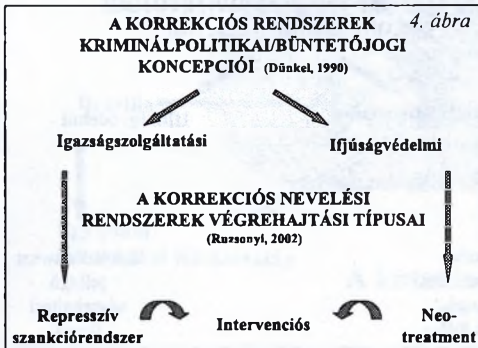 4. ábra
A KORREKCIÓS RENDSZEREK
KRIMINÁLPOLITIKAI/BÜNTETŐJOGI
KONCEPCIÓI (Dünkel, 1990)
Igazságszolgáltatási
Ifjúságvédelmi
A KORREKCIÓS NEVELÉSI
RENDSZEREK VÉGREHAJTÁSI TÍPUSAI
(Ruzsonyi, 2002)
Represszív
szankciórendszer
Intervenciós
Neo-
treatment